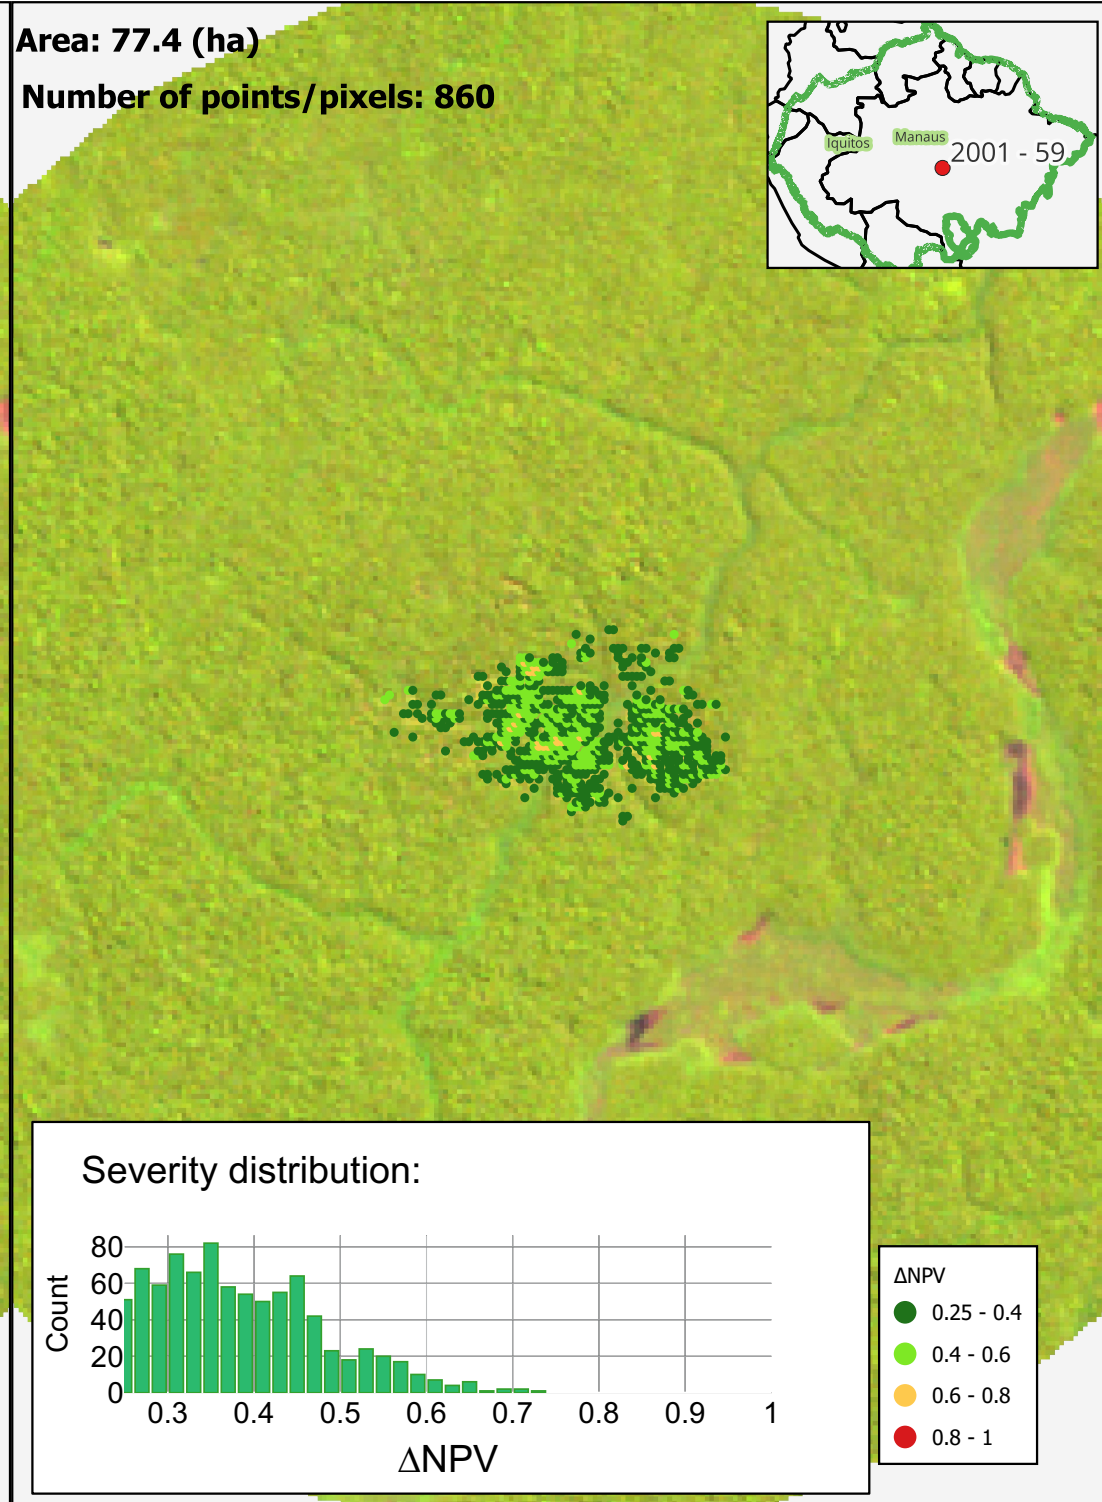 Area: 77.4 (ha)
Number of points/pixels: 860
Iquitos
Manaus
2001 - 59
Severity distribution:
80
60
40
20
0
Count
0.3 0.4 0.5 0.6 0.7 0.8 0.9 1
ΔNPV
ΔNPV
0.25 - 0.4
0.4 - 0.6
0.6 - 0.8
0.8 - 1